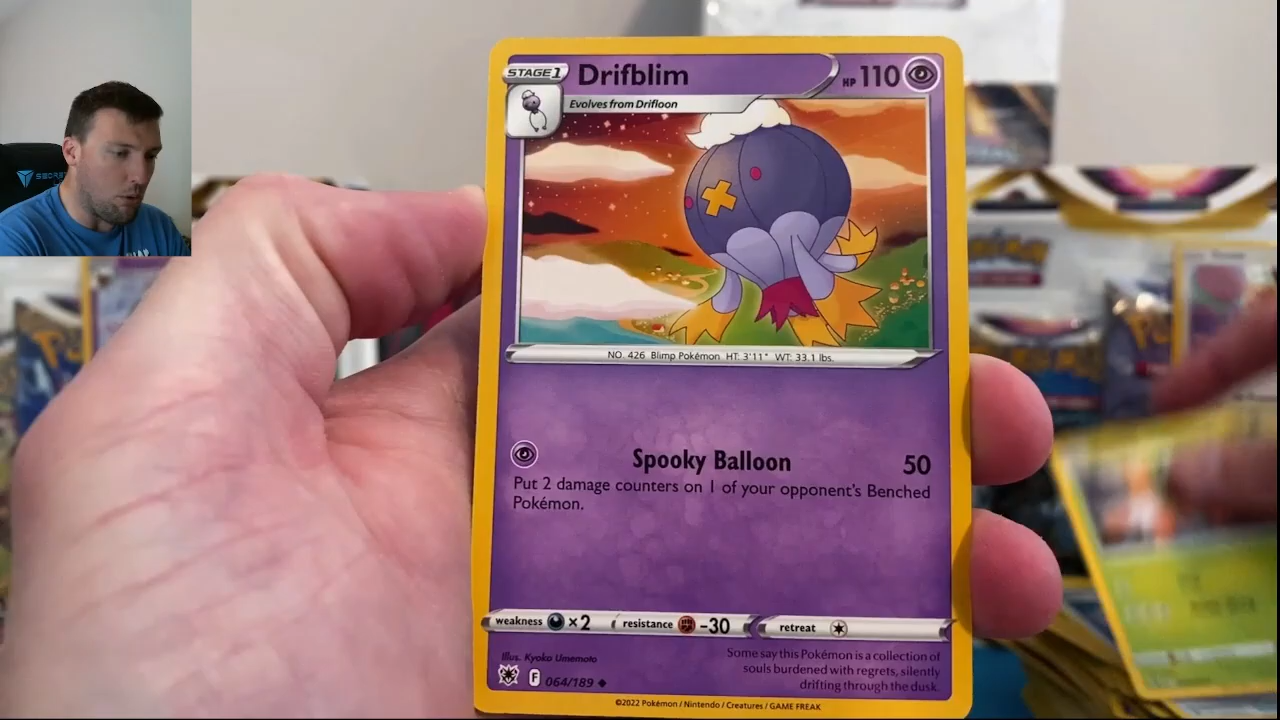 STAGE 1
Drifblim
HP 110
Evolves from Drifloon
NO. 426 Blimp Pokémon HT: 3'11" WT: 33.1 lbs.
Spooky Balloon 50
Put 2 damage counters on 1 of your opponent's Benched
Pokémon.
weakness ×2 resistance -30 retreat
Illus. Kyoko Umemoto
Some say this Pokémon is a collection of
souls burdened with regrets, silently
drifting through the dusk.
F 064/189
©2022 Pokémon / Nintendo / Creatures / GAME FREAK